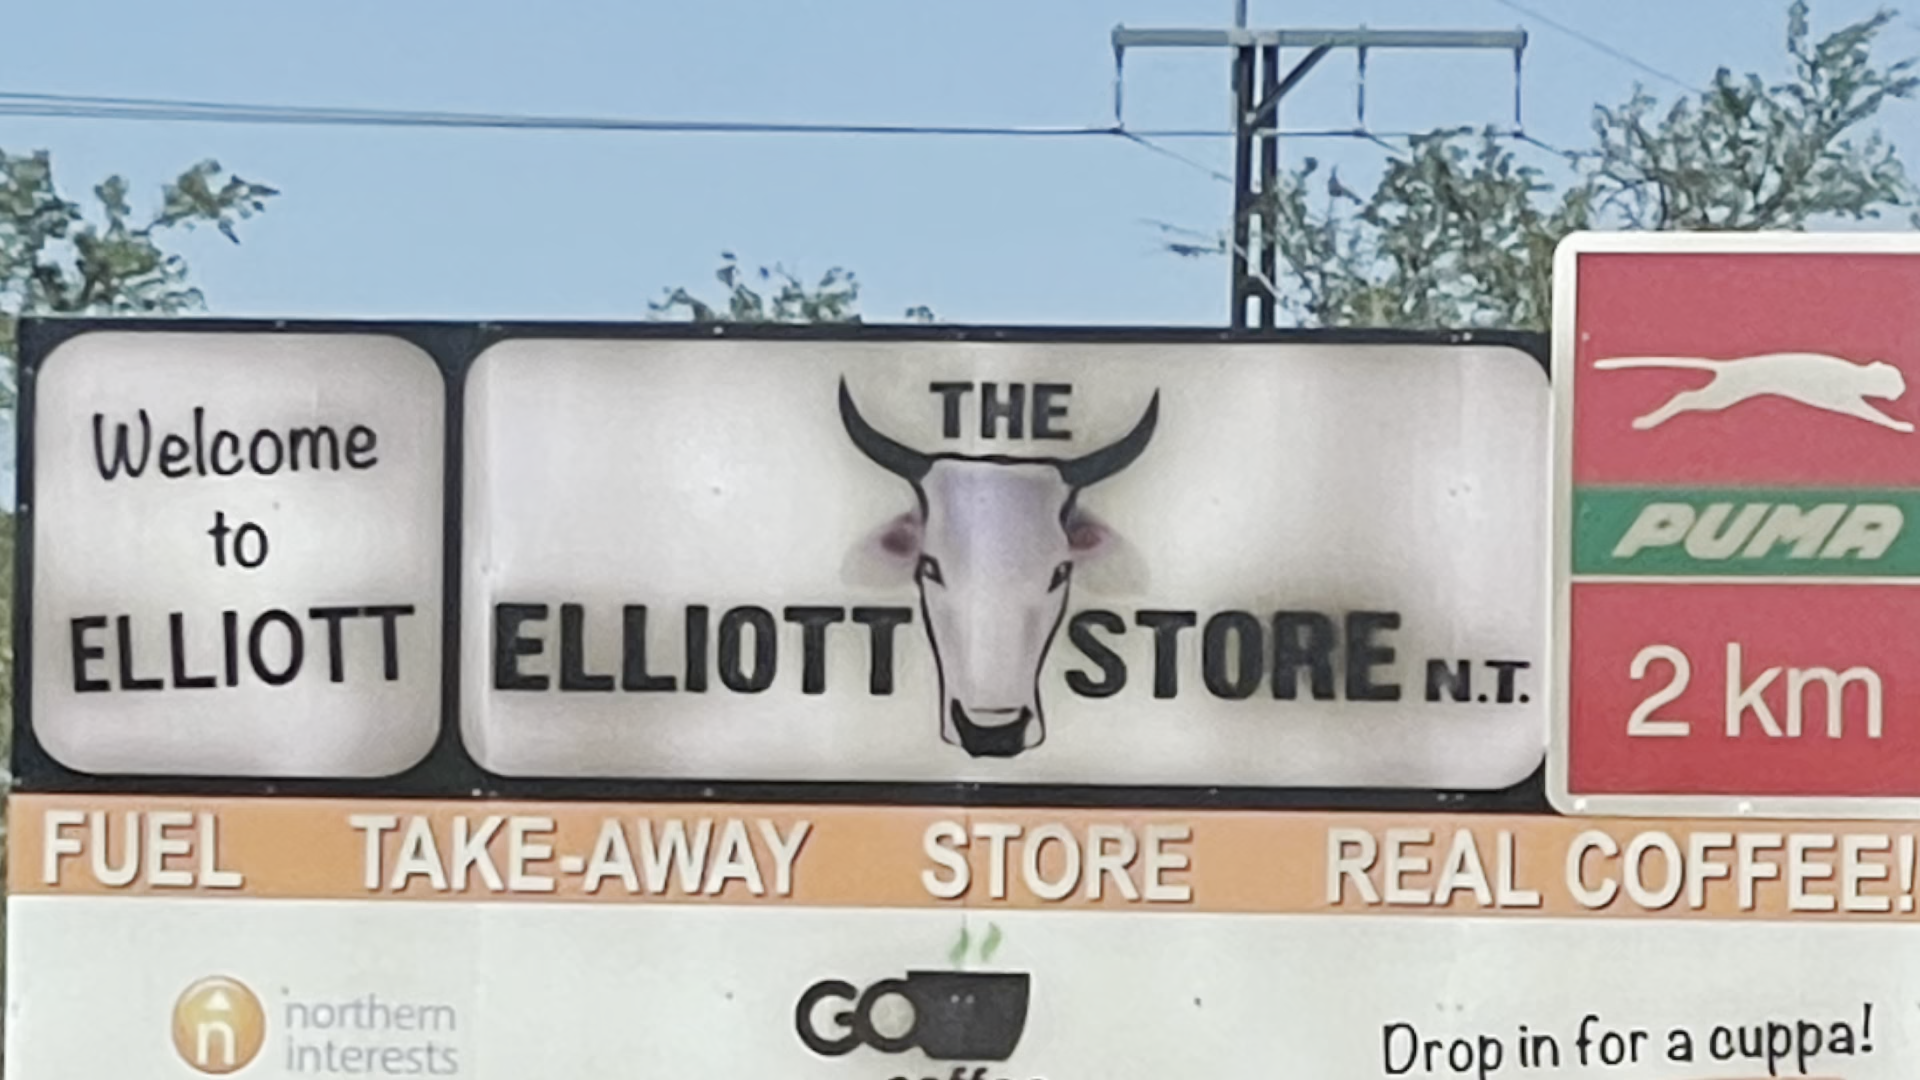 Welcome
to
ELLIOTT
THE
ELLIOTT STORE N.T.
PUMA
2 km
FUEL TAKE-AWAY STORE REAL COFFEE!
n northern
interests
GO
coffee
Drop in for a cuppa!